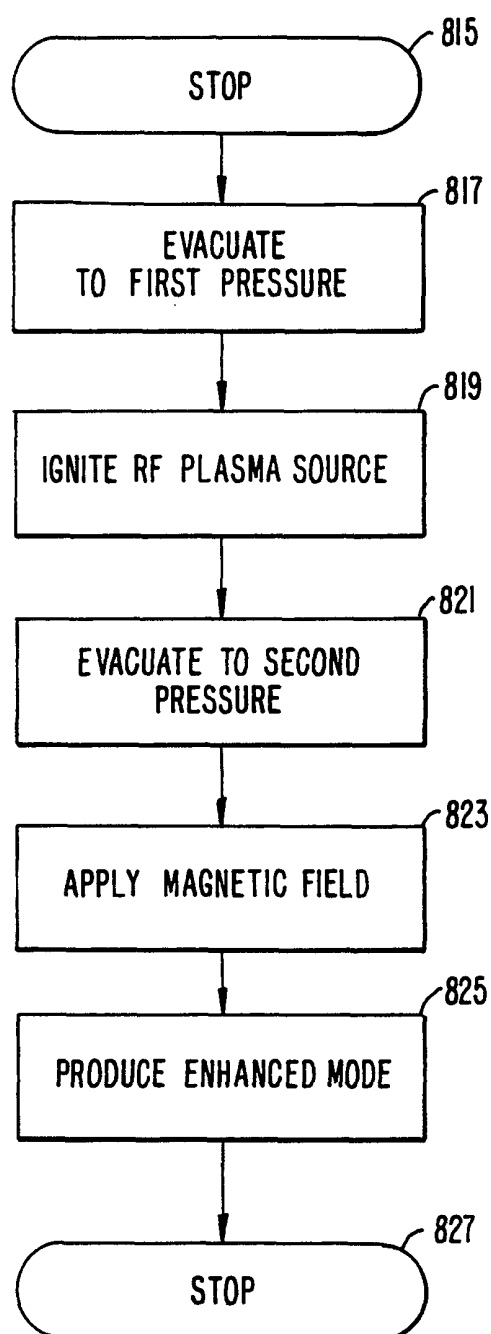 815
STOP
817
EVACUATE
TO FIRST PRESSURE
819
IGNITE RF PLASMA SOURCE
821
EVACUATE TO SECOND
PRESSURE
823
APPLY MAGNETIC FIELD
825
PRODUCE ENHANCED MODE
827
STOP